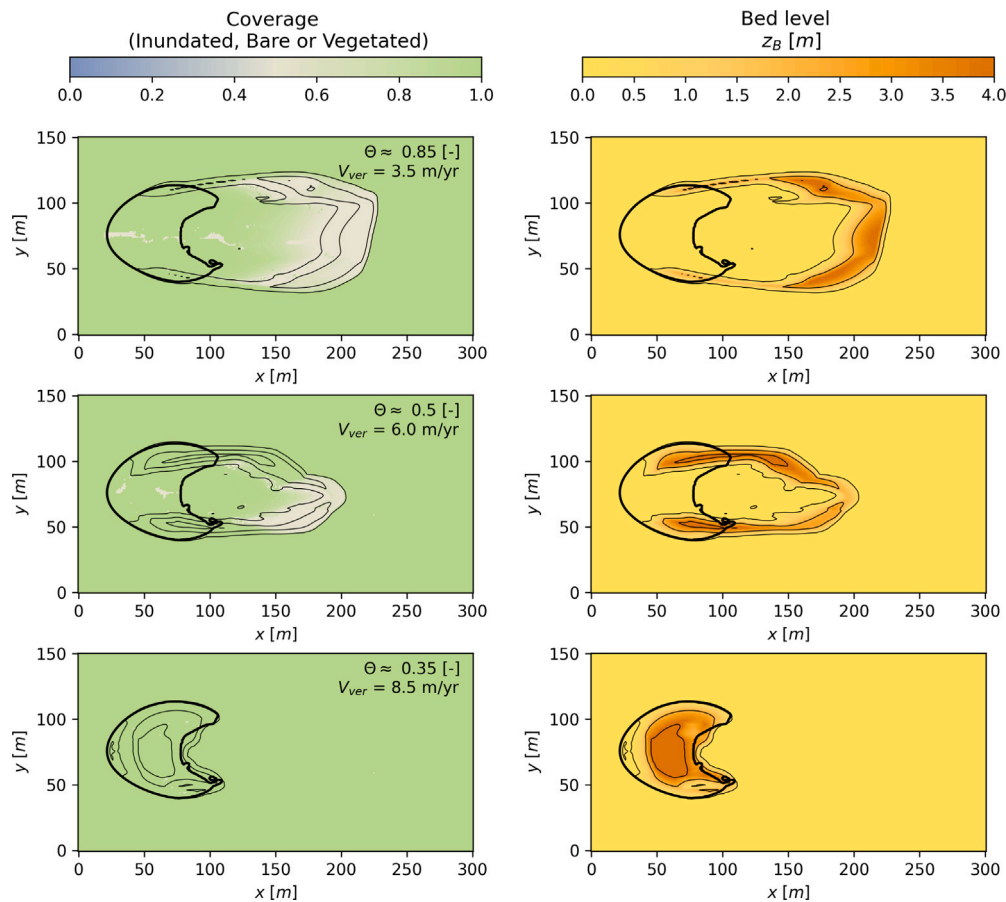 Coverage
(Inundated, Bare or Vegetated)
0.0 0.2 0.4 0.6 0.8 1.0
Bed level
z_B [m]
0.0 0.5 1.0 1.5 2.0 2.5 3.0 3.5 4.0
150
100
50
0
y [m]
Θ ≈ 0.85 [-]
V_ver = 3.5 m/yr
0 50 100 150 200 250 300
x [m]
150
100
50
0
y [m]
0 50 100 150 200 250 300
x [m]
150
100
50
0
y [m]
Θ ≈ 0.5 [-]
V_ver = 6.0 m/yr
0 50 100 150 200 250 300
x [m]
150
100
50
0
y [m]
0 50 100 150 200 250 300
x [m]
150
100
50
0
y [m]
Θ ≈ 0.35 [-]
V_ver = 8.5 m/yr
0 50 100 150 200 250 300
x [m]
150
100
50
0
y [m]
0 50 100 150 200 250 300
x [m]